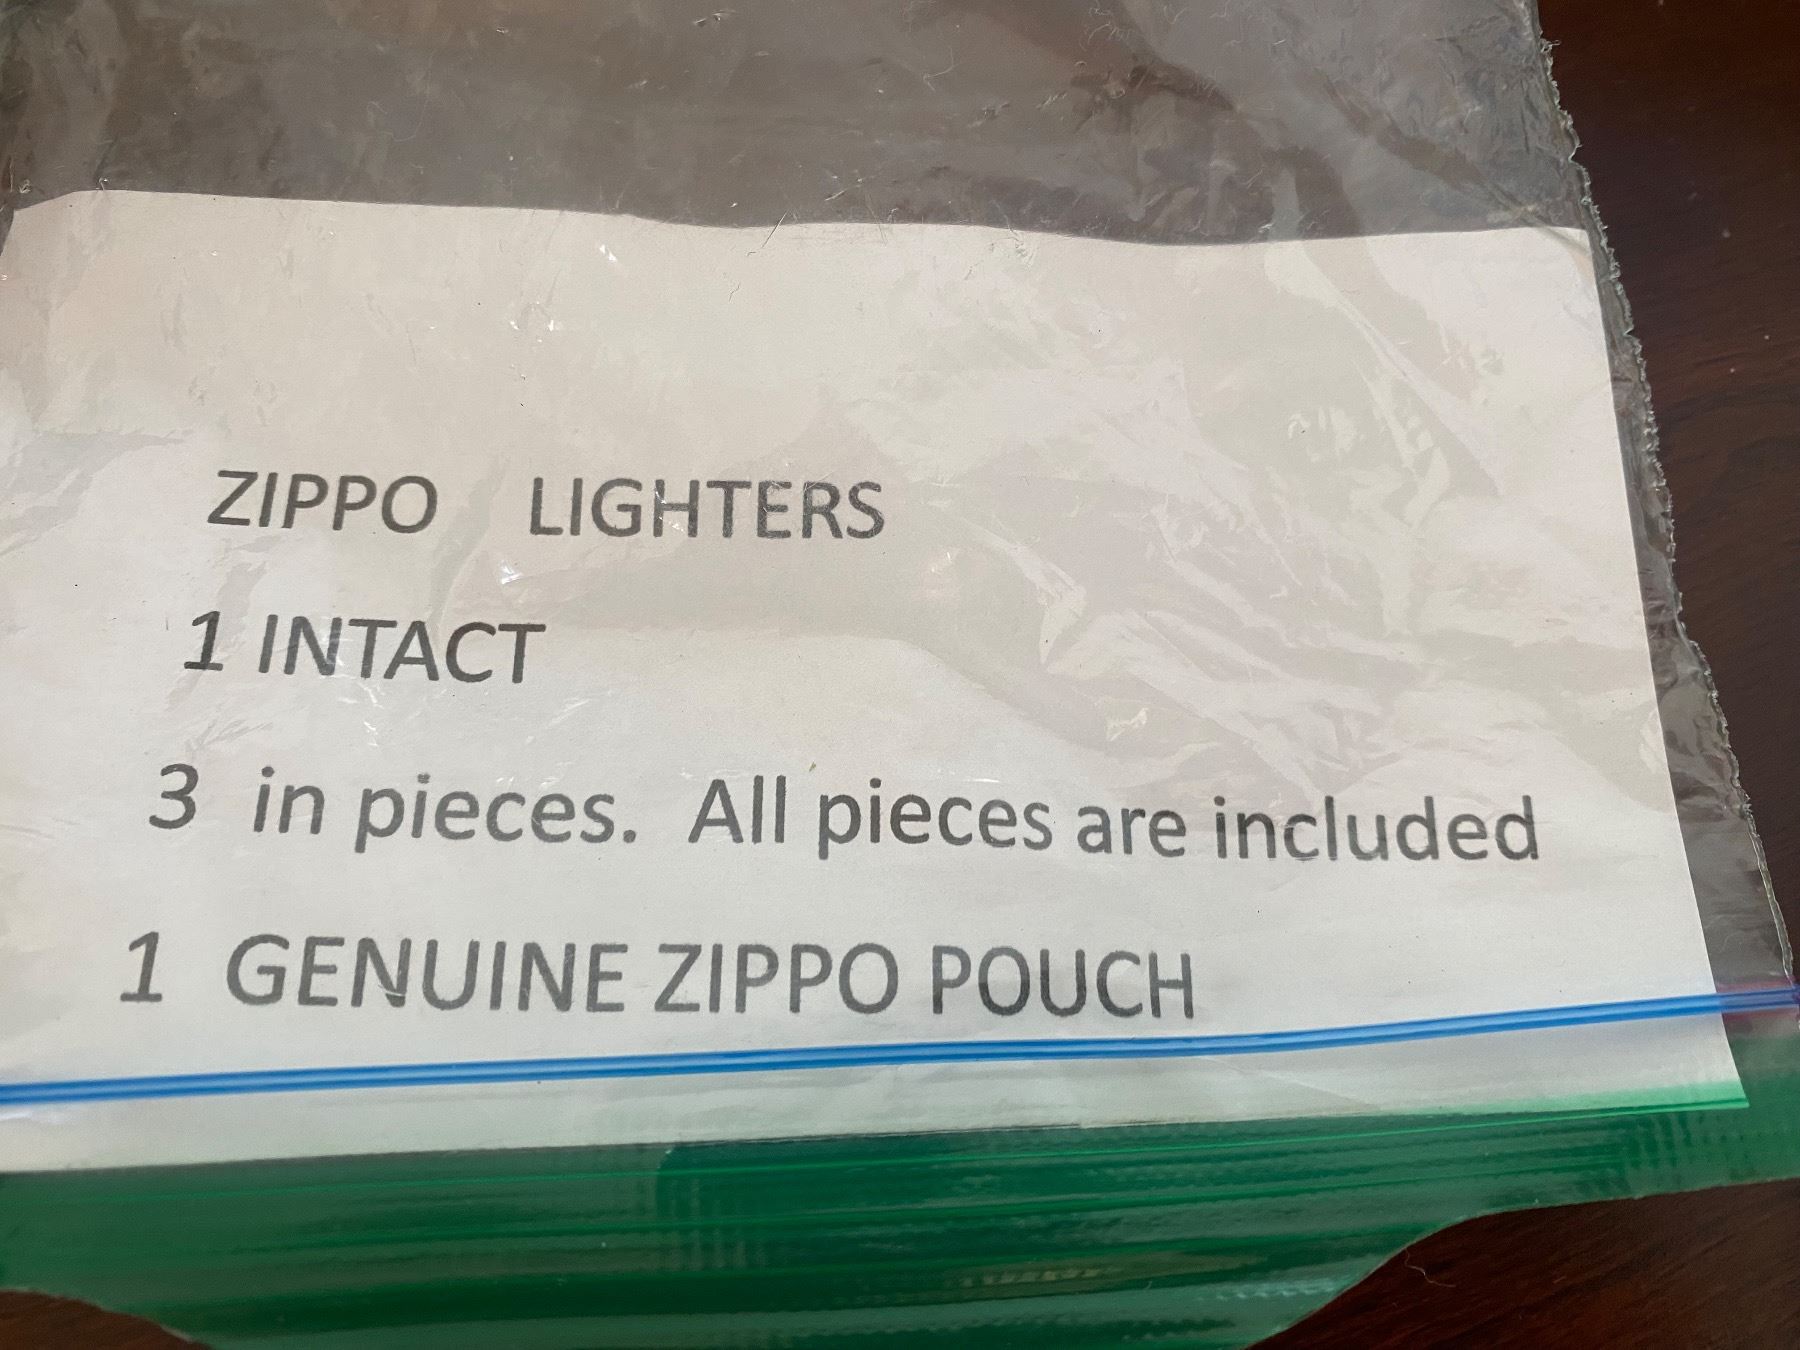 ZIPPO LIGHTERS
1 INTACT
3 in pieces. All pieces are included
1 GENUINE ZIPPO POUCH